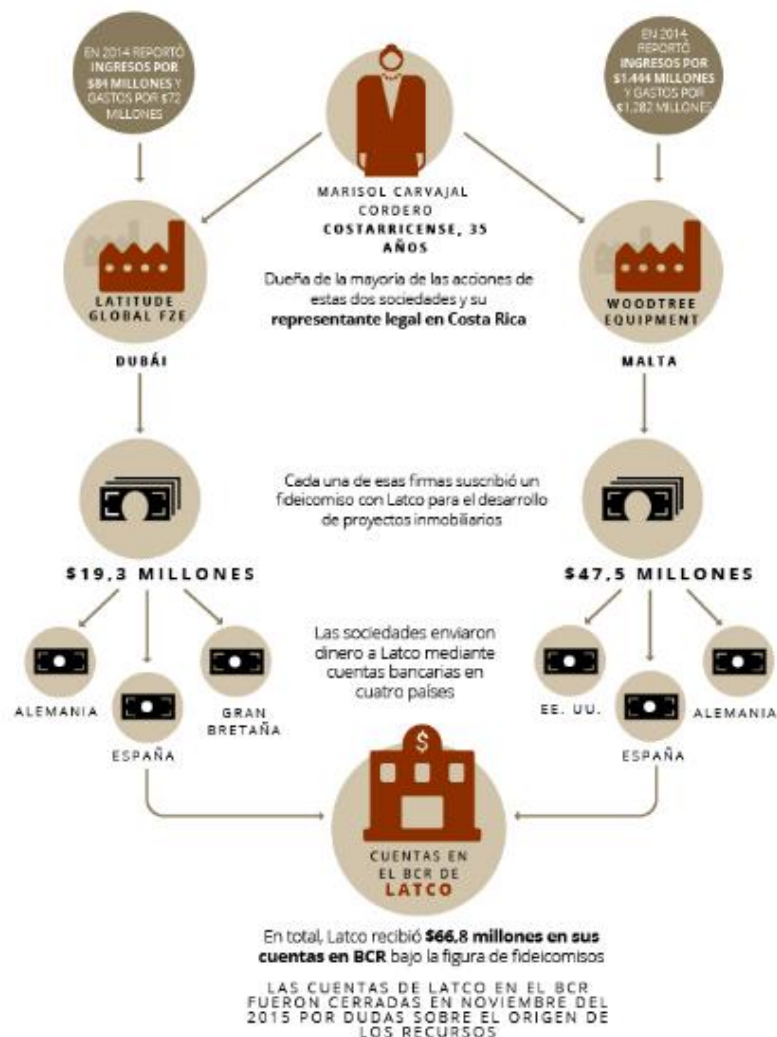 EN 2014 REPORTÓ
INGRESOS POR
$84 MILLONES Y
GASTOS POR $72
MILLONES
EN 2014
REPORTÓ
INGRESOS POR
$1.444 MILLONES
Y GASTOS POR
$1.282 MILLONES
MARISOL CARVAJAL
CORDERO
COSTARRICENSE, 35
AÑOS
Dueña de la mayoria de las acciones de
estas dos sociedades y su
representante legal en Costa Rica
LATITUDE
GLOBAL FZE
DUBÁI
WOODTREE
EQUIPMENT
MALTA
Cada una de esas firmas suscribió un
fideicomiso con Latco para el desarrollo
de proyectos inmobiliarios
$19,3 MILLONES
$47,5 MILLONES
Las sociedades enviaron
dinero a Latco mediante
cuentas bancarias en
cuatro países
ALEMANIA
ESPAÑA
GRAN
BRETAÑA
EE. UU.
ESPAÑA
ALEMANIA
$
CUENTAS EN
EL BCR DE
LATCO
En total, Latco recibió $66.8 millones en sus
cuentas en BCR bajo la figura de fideicomisos
LAS CUENTAS DE LATCO EN EL BCR
FUERON CERRADAS EN NOVIEMBRE DEL
2015 POR DUDAS SOBRE EL ORIGEN DE
LOS RECURSOS